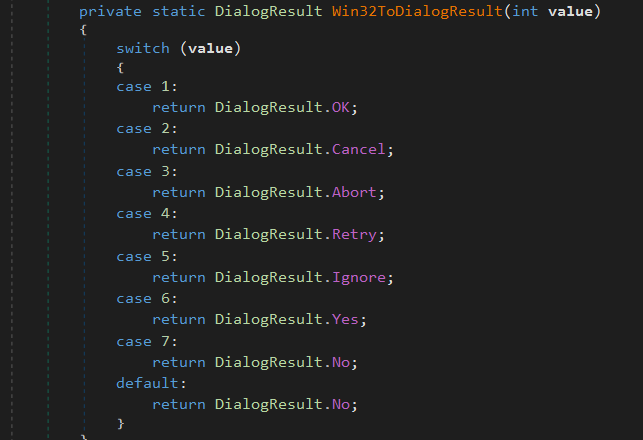 private static DialogResult Win32ToDialogResult(int value)
{
switch (value)
{
case 1:
return DialogResult.OK;
case 2:
return DialogResult.Cancel;
case 3:
return DialogResult.Abort;
case 4:
return DialogResult.Retry;
case 5:
return DialogResult.Ignore;
case 6:
return DialogResult.Yes;
case 7:
return DialogResult.No;
default:
return DialogResult.No;
}
}